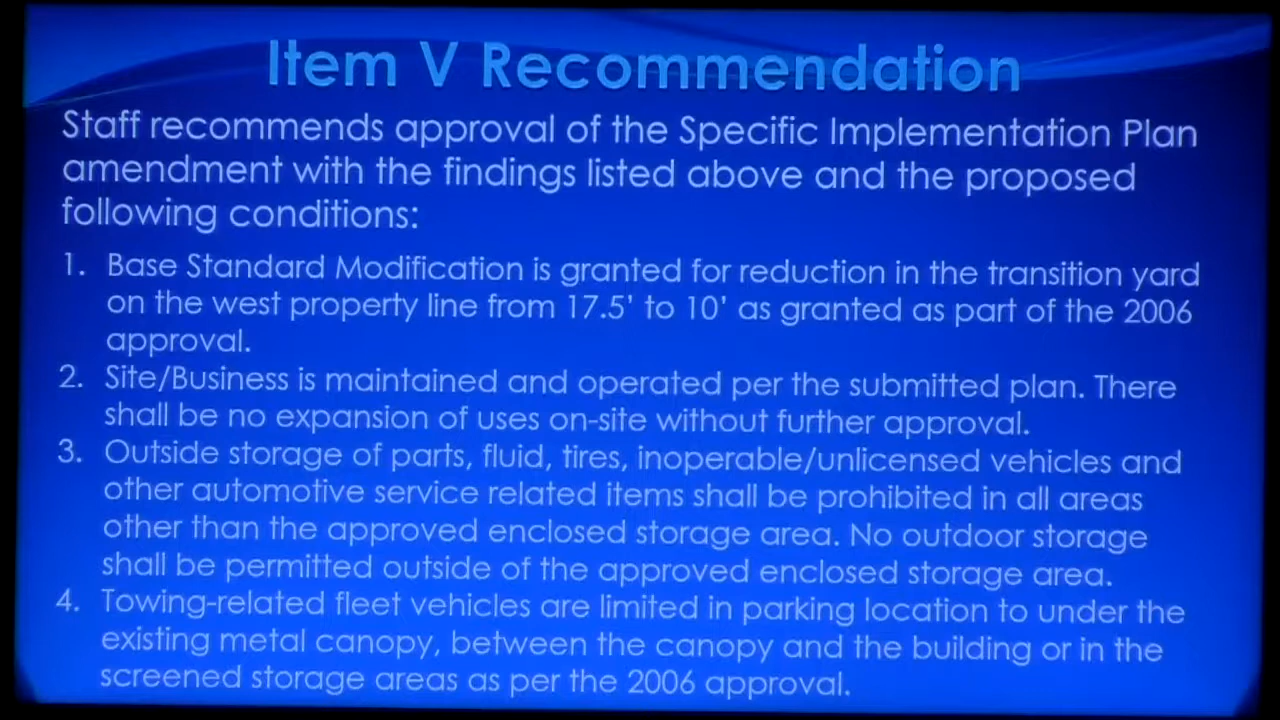 Item V Recommendation
Staff recommends approval of the Specific Implementation Plan
amendment with the findings listed above and the proposed
following conditions:
1. Base Standard Modification is granted for reduction in the transition yard
on the west property line from 17.5' to 10' as granted as part of the 2006
approval.
2. Site/Business is maintained and operated per the submitted plan. There
shall be no expansion of uses on-site without further approval.
3. Outside storage of parts, fluid, tires, inoperable/unlicensed vehicles and
other automotive service related items shall be prohibited in all areas
other than the approved enclosed storage area. No outdoor storage
shall be permitted outside of the approved enclosed storage area.
4. Towing-related fleet vehicles are limited in parking location to under the
existing metal canopy, between the canopy and the building or in the
screened storage areas as per the 2006 approval.